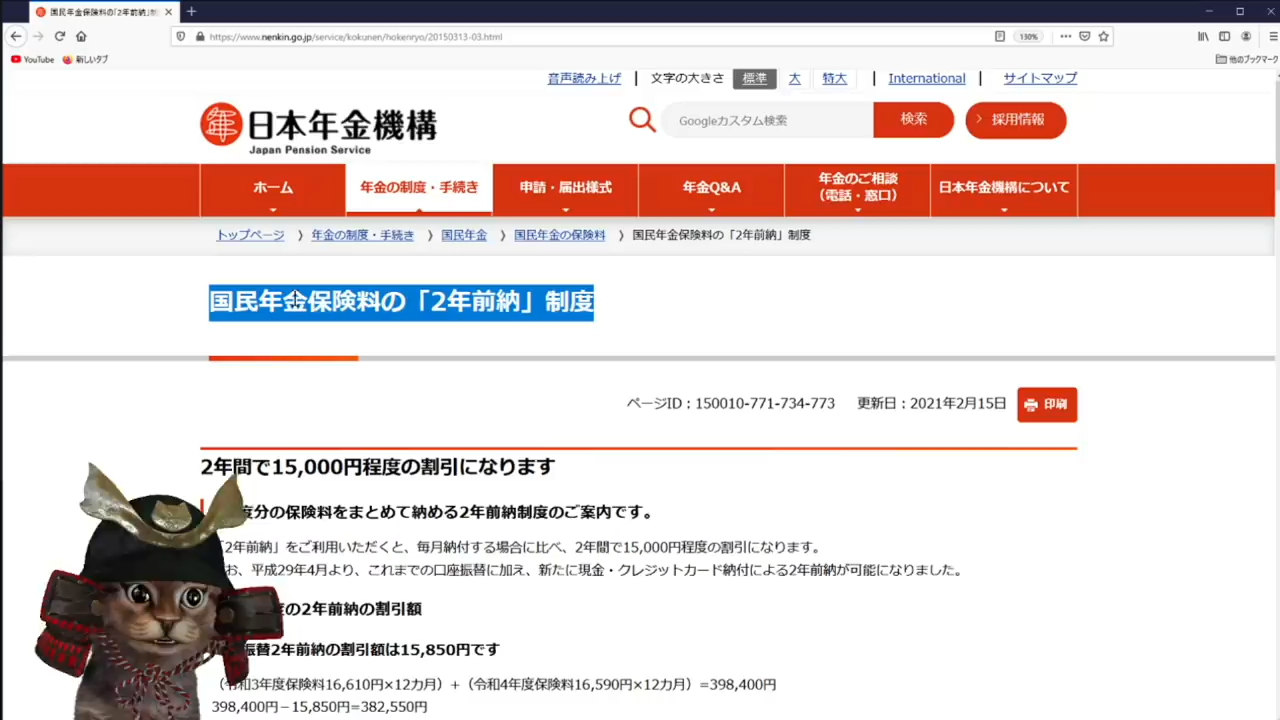 国民年金保険料の「2年前納」制
https://www.nenkin.go.jp/service/kokunen/hokenryo/20150313-03.html
130%
YouTube
新しいタブ
他のブックマーク
音声読み上げ
文字の大きさ 標準 大 特大
International
サイトマップ
日本年金機構
Japan Pension Service
Googleカスタム検索
検索
採用情報
ホーム
年金の制度・手続き
申請・届出様式
年金Q&A
年金のご相談
(電話・窓口)
日本年金機構について
トップページ 〉 年金の制度・手続き 〉 国民年金 〉 国民年金の保険料 〉 国民年金保険料の「2年前納」制度
国民年金保険料の「2年前納」制度
ページID:150010-771-734-773 更新日:2021年2月15日
印刷
2年間で15,000円程度の割引になります
度分の保険料をまとめて納める2年前納制度のご案内です。
「2年前納」をご利用いただくと、毎月納付する場合に比べ、2年間で15,000円程度の割引になります。
お、平成29年4月より、これまでの口座振替に加え、新たに現金・クレジットカード納付による2年前納が可能になりました。
の2年前納の割引額
振替2年前納の割引額は15,850円です
(令和3年度保険料16,610円×12カ月)+(令和4年度保険料16,590円×12カ月)=398,400円
398,400円−15,850円=382,550円